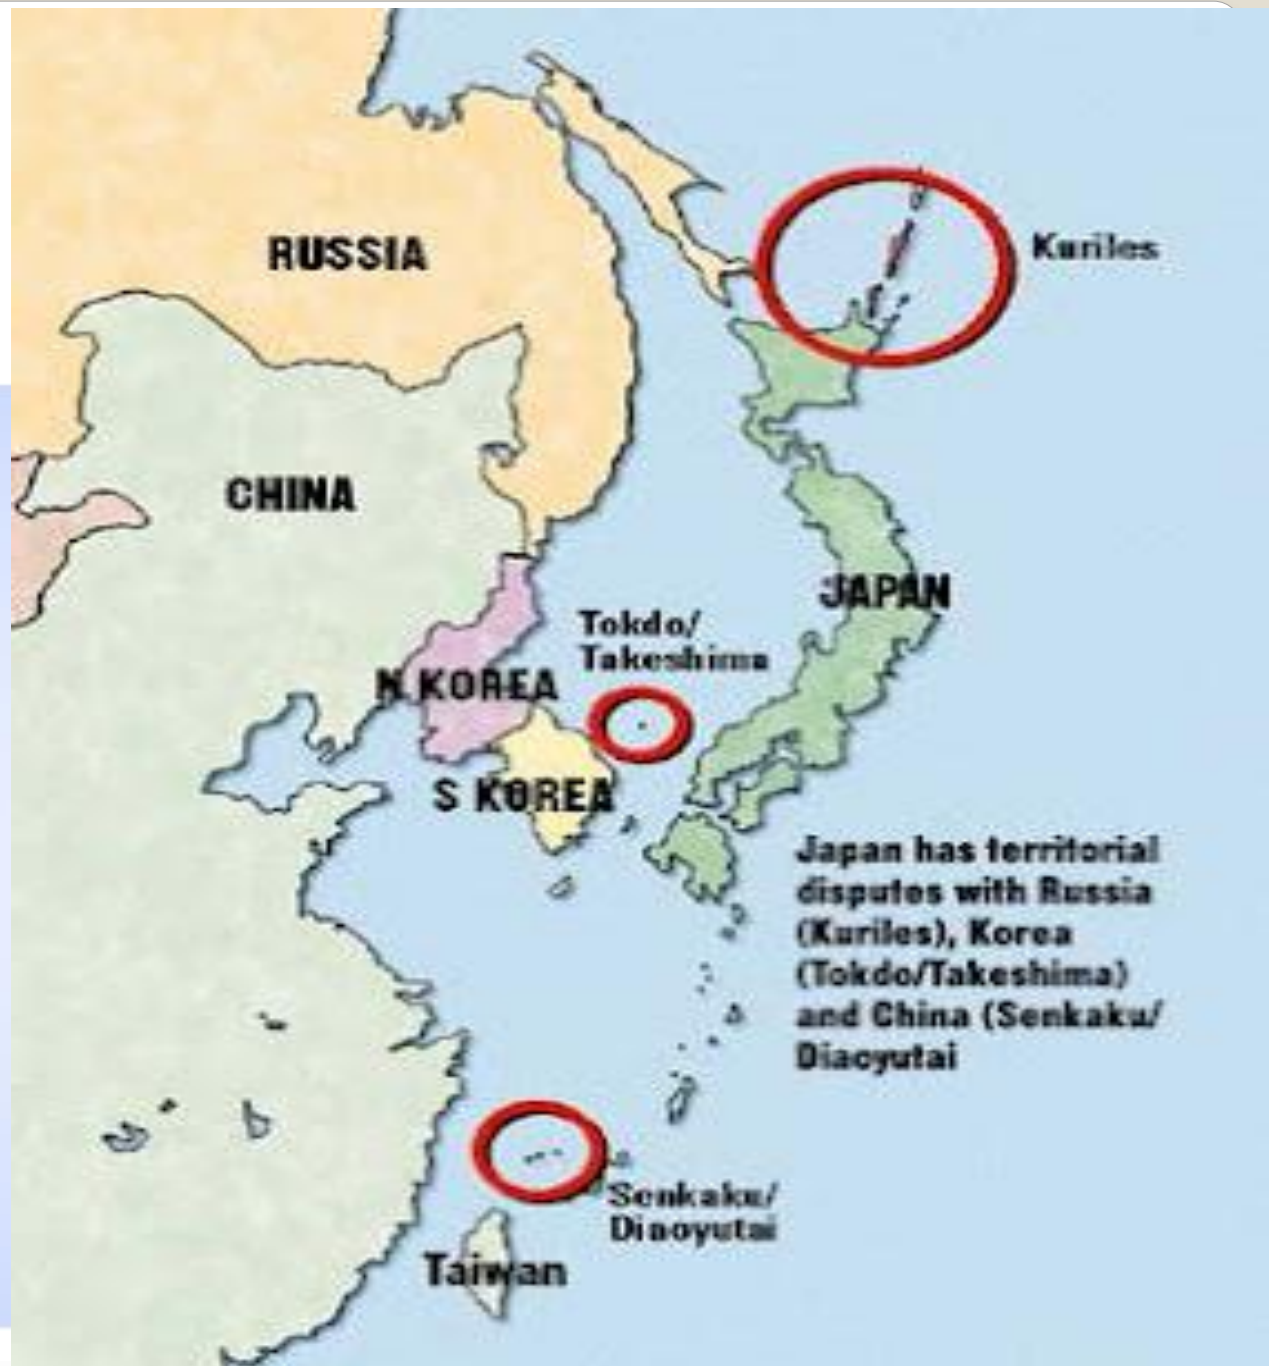 RUSSIA
Kuriles
CHINA
JAPAN
Tokdo/
Takeshima
N KOREA
S KOREA
Japan has territorial
disputes with Russia
(Kuriles), Korea
(Tokdo/Takeshima)
and China (Senkaku/
Diaoyutai
Senkaku/
Diaoyutai
Taiwan